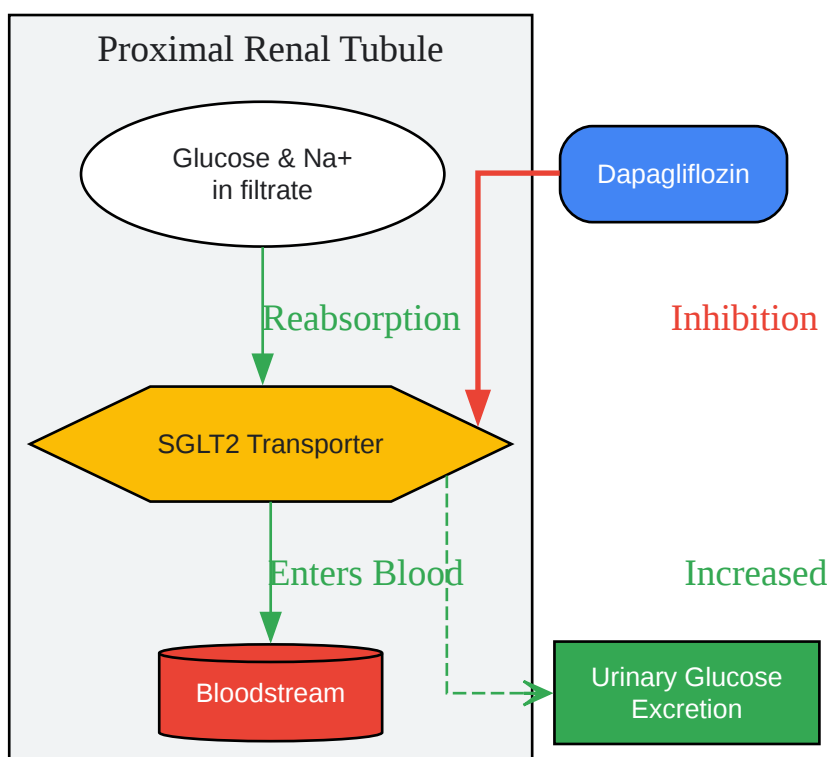 Proximal Renal Tubule
Glucose & Na+
in filtrate
Dapagliflozin
Reabsorption
Inhibition
SGLT2 Transporter
Enters Blood
Increased
Bloodstream
Urinary Glucose
Excretion